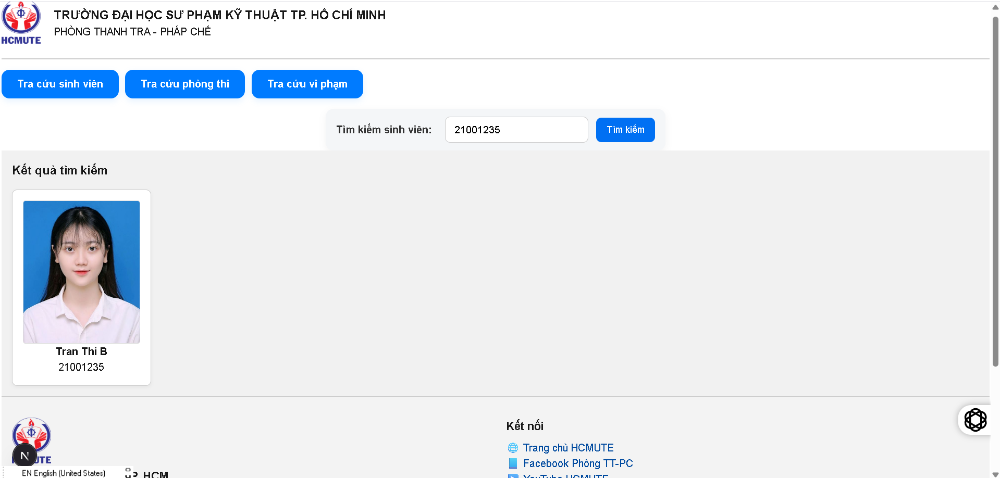 TRƯỜNG ĐẠI HỌC SƯ PHẠM KỸ THUẬT TP. HỒ CHÍ MINH
PHÒNG THANH TRA - PHÁP CHẾ
HCMUTE
Tra cứu sinh viên
Tra cứu phòng thi
Tra cứu vi phạm
Tìm kiếm sinh viên:
21001235
Tìm kiếm
Kết quả tìm kiếm
Tran Thi B
21001235
Kết nối
Trang chủ HCMUTE
Facebook Phòng TT-PC
YouTube HCMUTE
N
UTE
P. HCM
EN English (United States)